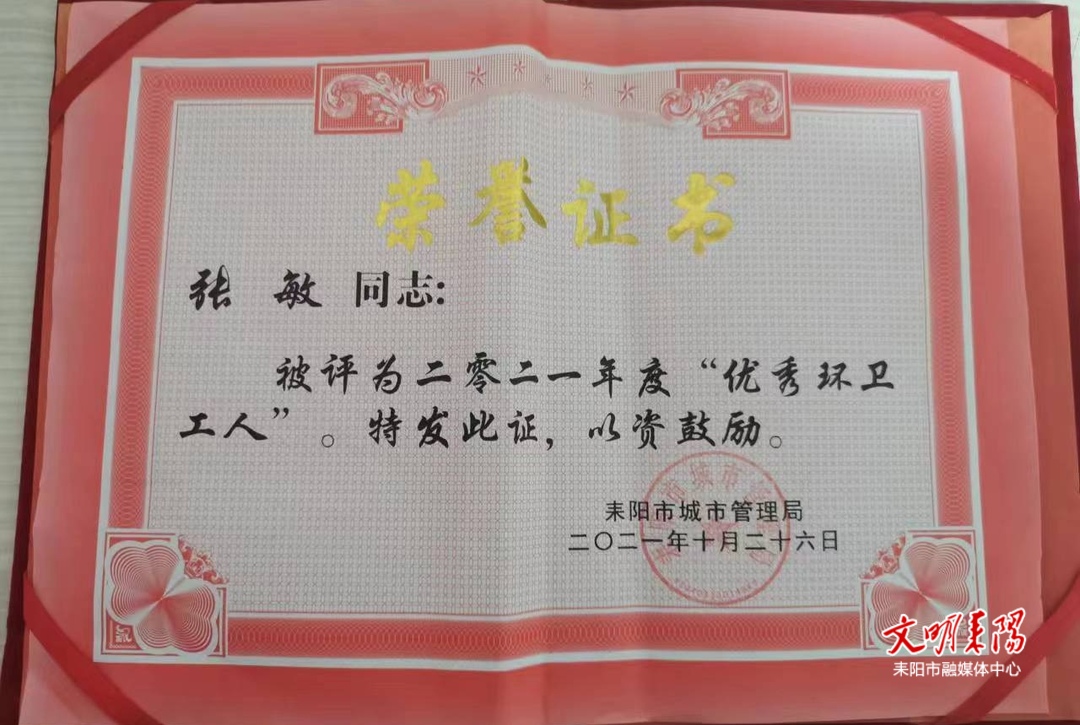 荣誉证书
张 敏 同志:
被评为二零二一年度“优秀环卫
工人”。特发此证，以资鼓励。
耒阳市城市管理局
二〇二一年十月二十六日
文明耒陽
耒阳市融媒体中心